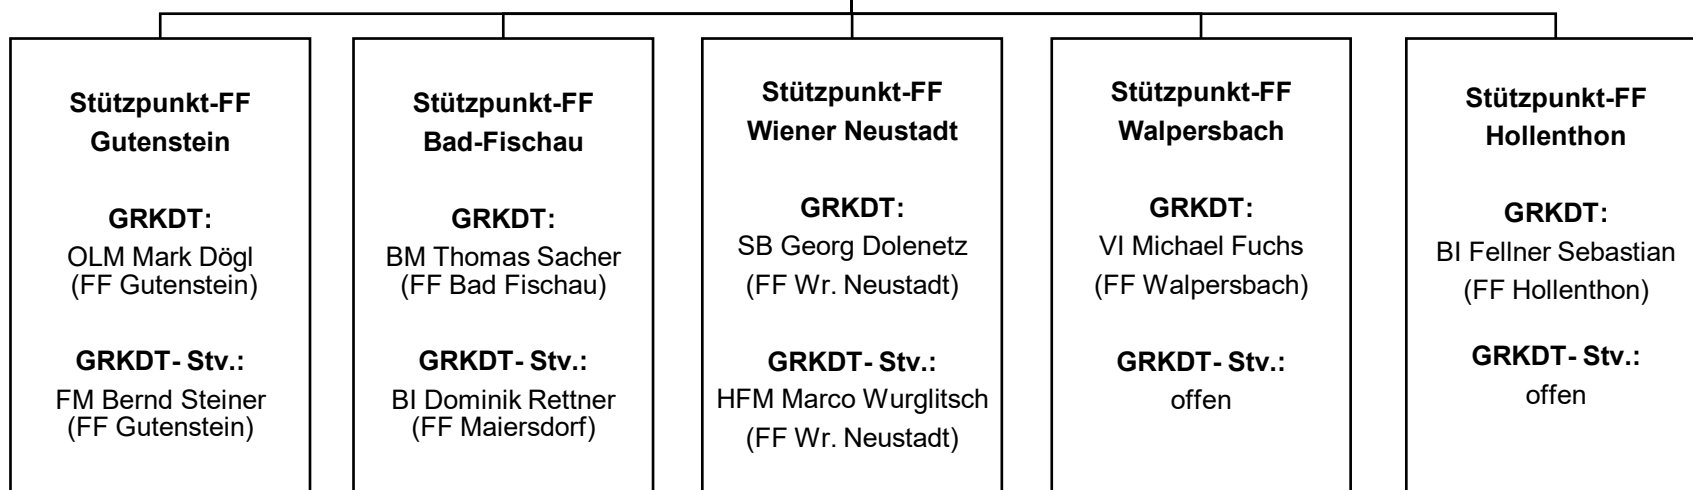 Stützpunkt-FF
Gutenstein
GRKDT:
OLM Mark Dögl
(FF Gutenstein)
GRKDT- Stv.:
FM Bernd Steiner
(FF Gutenstein)
Stützpunkt-FF
Bad-Fischau
GRKDT:
BM Thomas Sacher
(FF Bad Fischau)
GRKDT- Stv.:
BI Dominik Rettner
(FF Maiersdorf)
Stützpunkt-FF
Wiener Neustadt
GRKDT:
SB Georg Dolenetz
(FF Wr. Neustadt)
GRKDT- Stv.:
HFM Marco Wurglitsch
(FF Wr. Neustadt)
Stützpunkt-FF
Walpersbach
GRKDT:
VI Michael Fuchs
(FF Walpersbach)
GRKDT- Stv.:
offen
Stützpunkt-FF
Hollenthon
GRKDT:
BI Fellner Sebastian
(FF Hollenthon)
GRKDT- Stv.:
offen